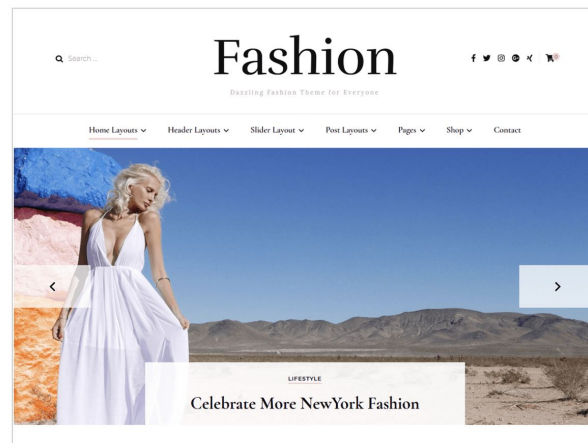 Search ..
Fashion
0
Dazzling Fashion Theme for Everyone
Home Layouts Header Layouts Slider Layout Post Layouts Pages Shop Contact
LIFESTYLE
Celebrate More NewYork Fashion